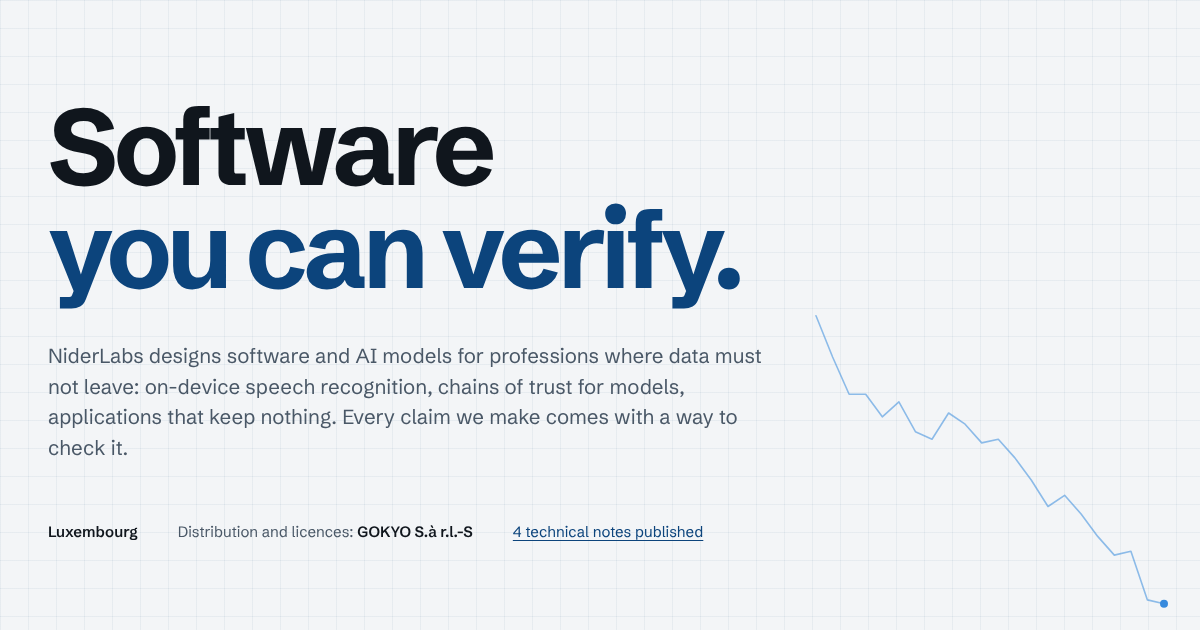 Software
you can verify.
NiderLabs designs software and AI models for professions where data must
not leave: on-device speech recognition, chains of trust for models,
applications that keep nothing. Every claim we make comes with a way to
check it.
Luxembourg Distribution and licences: GOKYO S.à r.l.-S 4 technical notes published